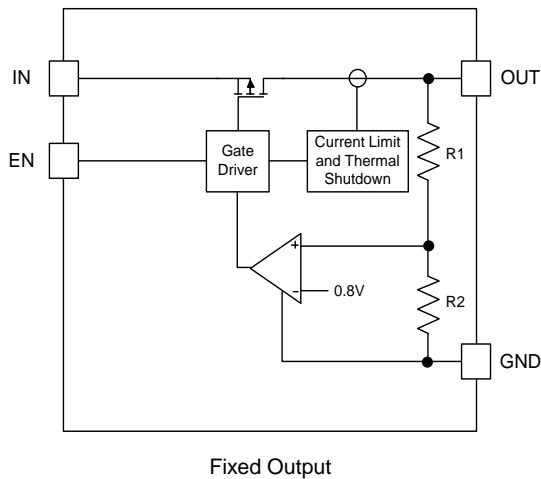 IN
OUT
EN
Gate
Driver
Current Limit
and Thermal
Shutdown
R1
+
-
0.8V
R2
GND
Fixed Output